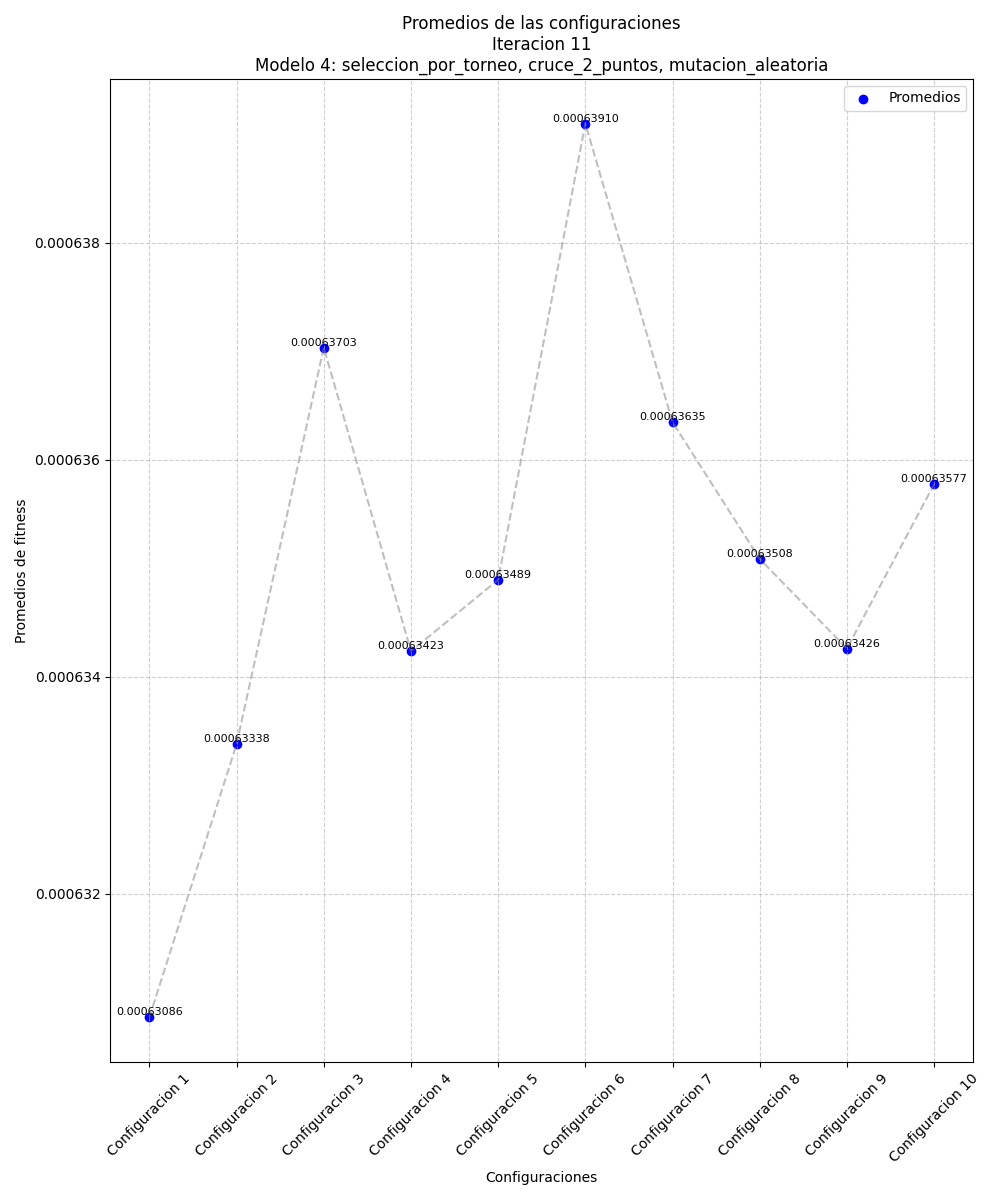 Promedios de las configuraciones
Iteracion 11
Modelo 4: seleccion_por_torneo, cruce_2_puntos, mutacion_aleatoria
Promedios
0.00063910
0.000638
0.00063703
0.00063635
0.000636
0.00063577
0.00063508
0.00063489
0.00063426
0.00063423
0.000634
0.00063338
0.000632
0.00063086
Promedios de fitness
Configuracion 1
Configuracion 2
Configuracion 3
Configuracion 4
Configuracion 5
Configuracion 6
Configuracion 7
Configuracion 8
Configuracion 9
Configuracion 10
Configuraciones